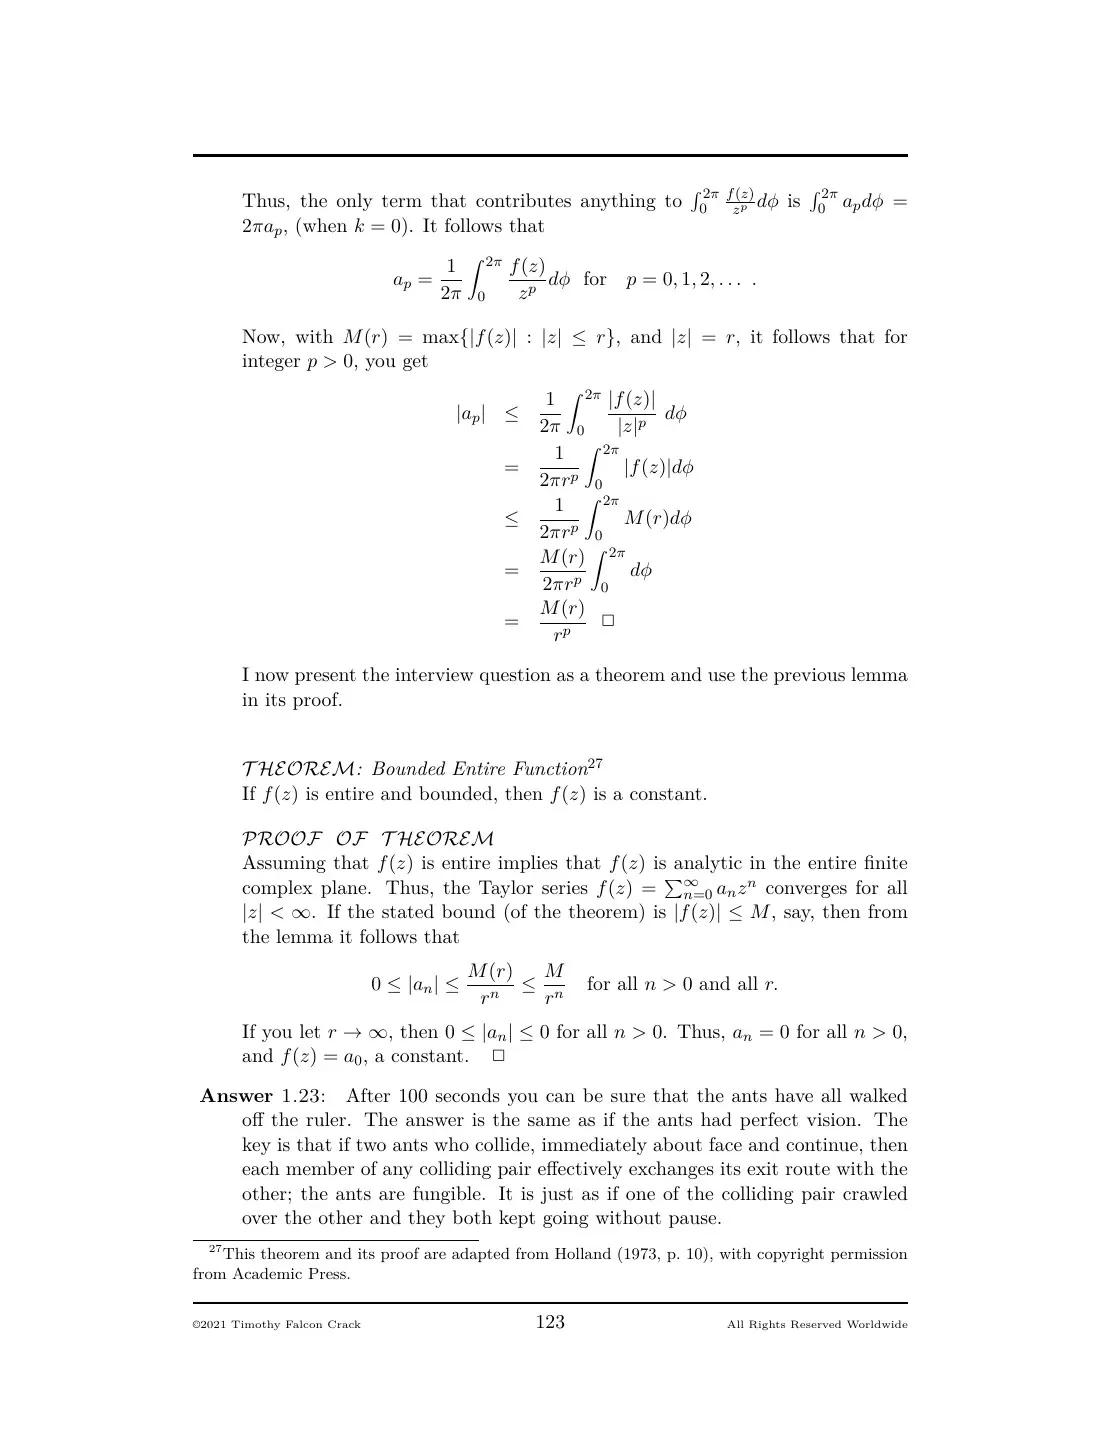 Thus, the only term that contributes anything to ∫₀^{2π} f(z)/z^p dφ is ∫₀^{2π} a_p dφ =
2πa_p, (when k = 0). It follows that
a_p = 1/2π ∫₀^{2π} f(z)/z^p dφ for p = 0, 1, 2, . . . .
Now, with M(r) = max{|f(z)| : |z| ≤ r}, and |z| = r, it follows that for
integer p > 0, you get
|a_p| ≤ 1/2π ∫₀^{2π} |f(z)|/|z|^p dφ
= 1/2πr^p ∫₀^{2π} |f(z)|dφ
≤ 1/2πr^p ∫₀^{2π} M(r)dφ
= M(r)/2πr^p ∫₀^{2π} dφ
= M(r)/r^p □
I now present the interview question as a theorem and use the previous lemma
in its proof.
THEOREM: Bounded Entire Function²⁷
If f(z) is entire and bounded, then f(z) is a constant.
PROOF OF THEOREM
Assuming that f(z) is entire implies that f(z) is analytic in the entire finite
complex plane. Thus, the Taylor series f(z) = ∑_{n=0}^∞ a_n z^n converges for all
|z| < ∞. If the stated bound (of the theorem) is |f(z)| ≤ M, say, then from
the lemma it follows that
0 ≤ |a_n| ≤ M(r)/r^n ≤ M/r^n for all n > 0 and all r.
If you let r → ∞, then 0 ≤ |a_n| ≤ 0 for all n > 0. Thus, a_n = 0 for all n > 0,
and f(z) = a₀, a constant. □
Answer 1.23: After 100 seconds you can be sure that the ants have all walked
off the ruler. The answer is the same as if the ants had perfect vision. The
key is that if two ants who collide, immediately about face and continue, then
each member of any colliding pair effectively exchanges its exit route with the
other; the ants are fungible. It is just as if one of the colliding pair crawled
over the other and they both kept going without pause.
²⁷This theorem and its proof are adapted from Holland (1973, p. 10), with copyright permission
from Academic Press.
©2021 Timothy Falcon Crack 123 All Rights Reserved Worldwide